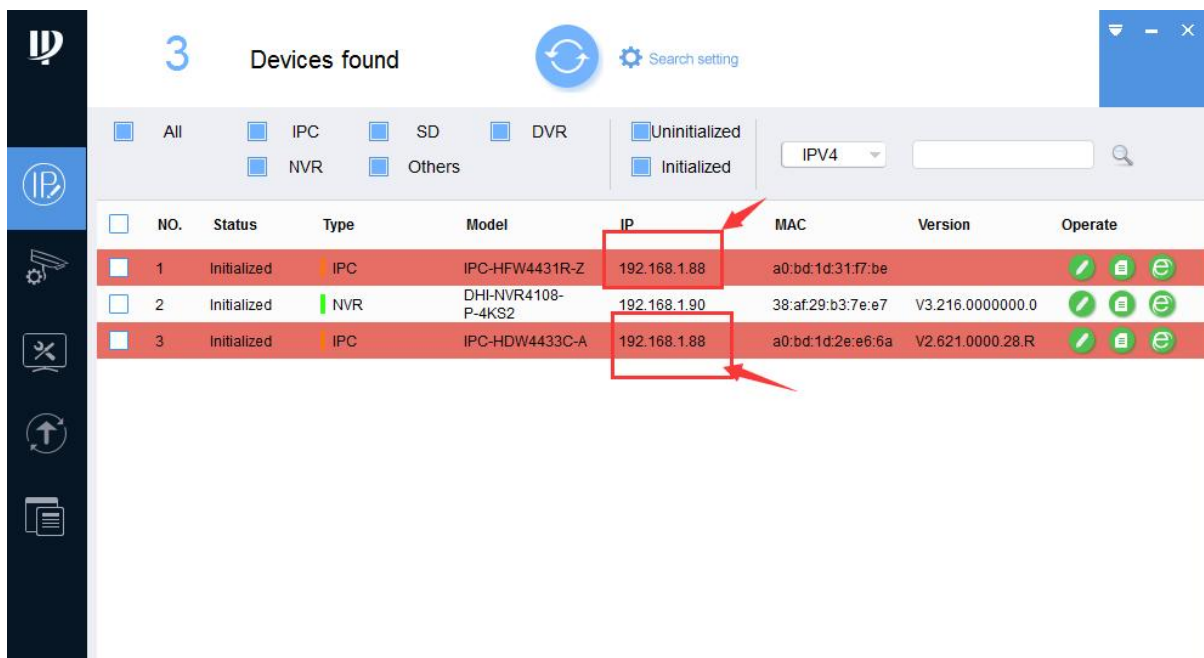 3 Devices found Search setting
All IPC SD DVR Uninitialized
NVR Others Initialized
IPV4
NO. Status Type Model IP MAC Version Operate
1 Initialized IPC IPC-HFW4431R-Z 192.168.1.88 a0:bd:1d:31:f7:be
2 Initialized NVR DHI-NVR4108-P-4KS2 192.168.1.90 38:af:29:b3:7e:e7 V3.216.0000000.0
3 Initialized IPC IPC-HDW4433C-A 192.168.1.88 a0:bd:1d:2e:e6:6a V2.621.0000.28.R